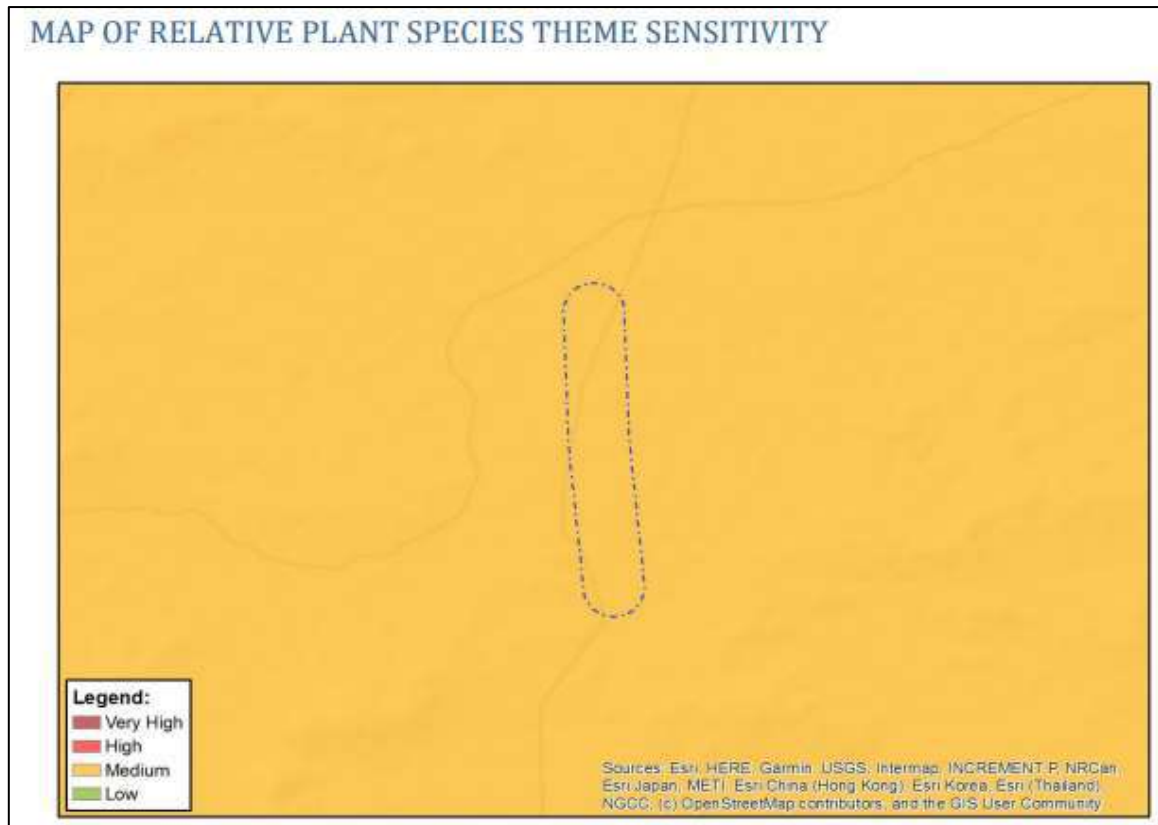 MAP OF RELATIVE PLANT SPECIES THEME SENSITIVITY
Legend:
Very High
High
Medium
Low
Sources: Esri, HERE, Garmin, USGS, Intermap, INCREMENT P, NRCan,
Esri Japan, METI, Esri China (Hong Kong), Esri Korea, Esri (Thailand),
NGCC, (c) OpenStreetMap contributors, and the GIS User Community